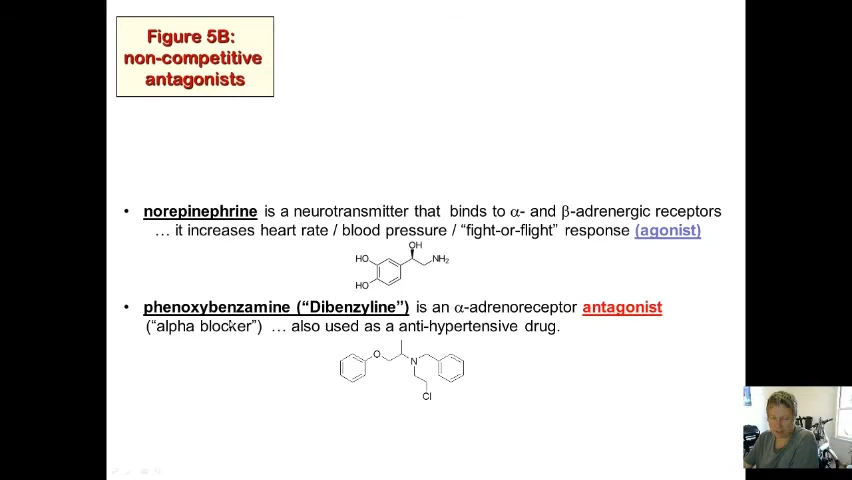 Figure 5B:
non-competitive
antagonists
• norepinephrine is a neurotransmitter that binds to α- and β-adrenergic receptors
… it increases heart rate / blood pressure / “fight-or-flight” response (agonist)
OH
HO
NH₂
HO
• phenoxybenzamine (“Dibenzyline”) is an α-adrenoreceptor antagonist
(“alpha blocker”) … also used as a anti-hypertensive drug.
O
N
Cl